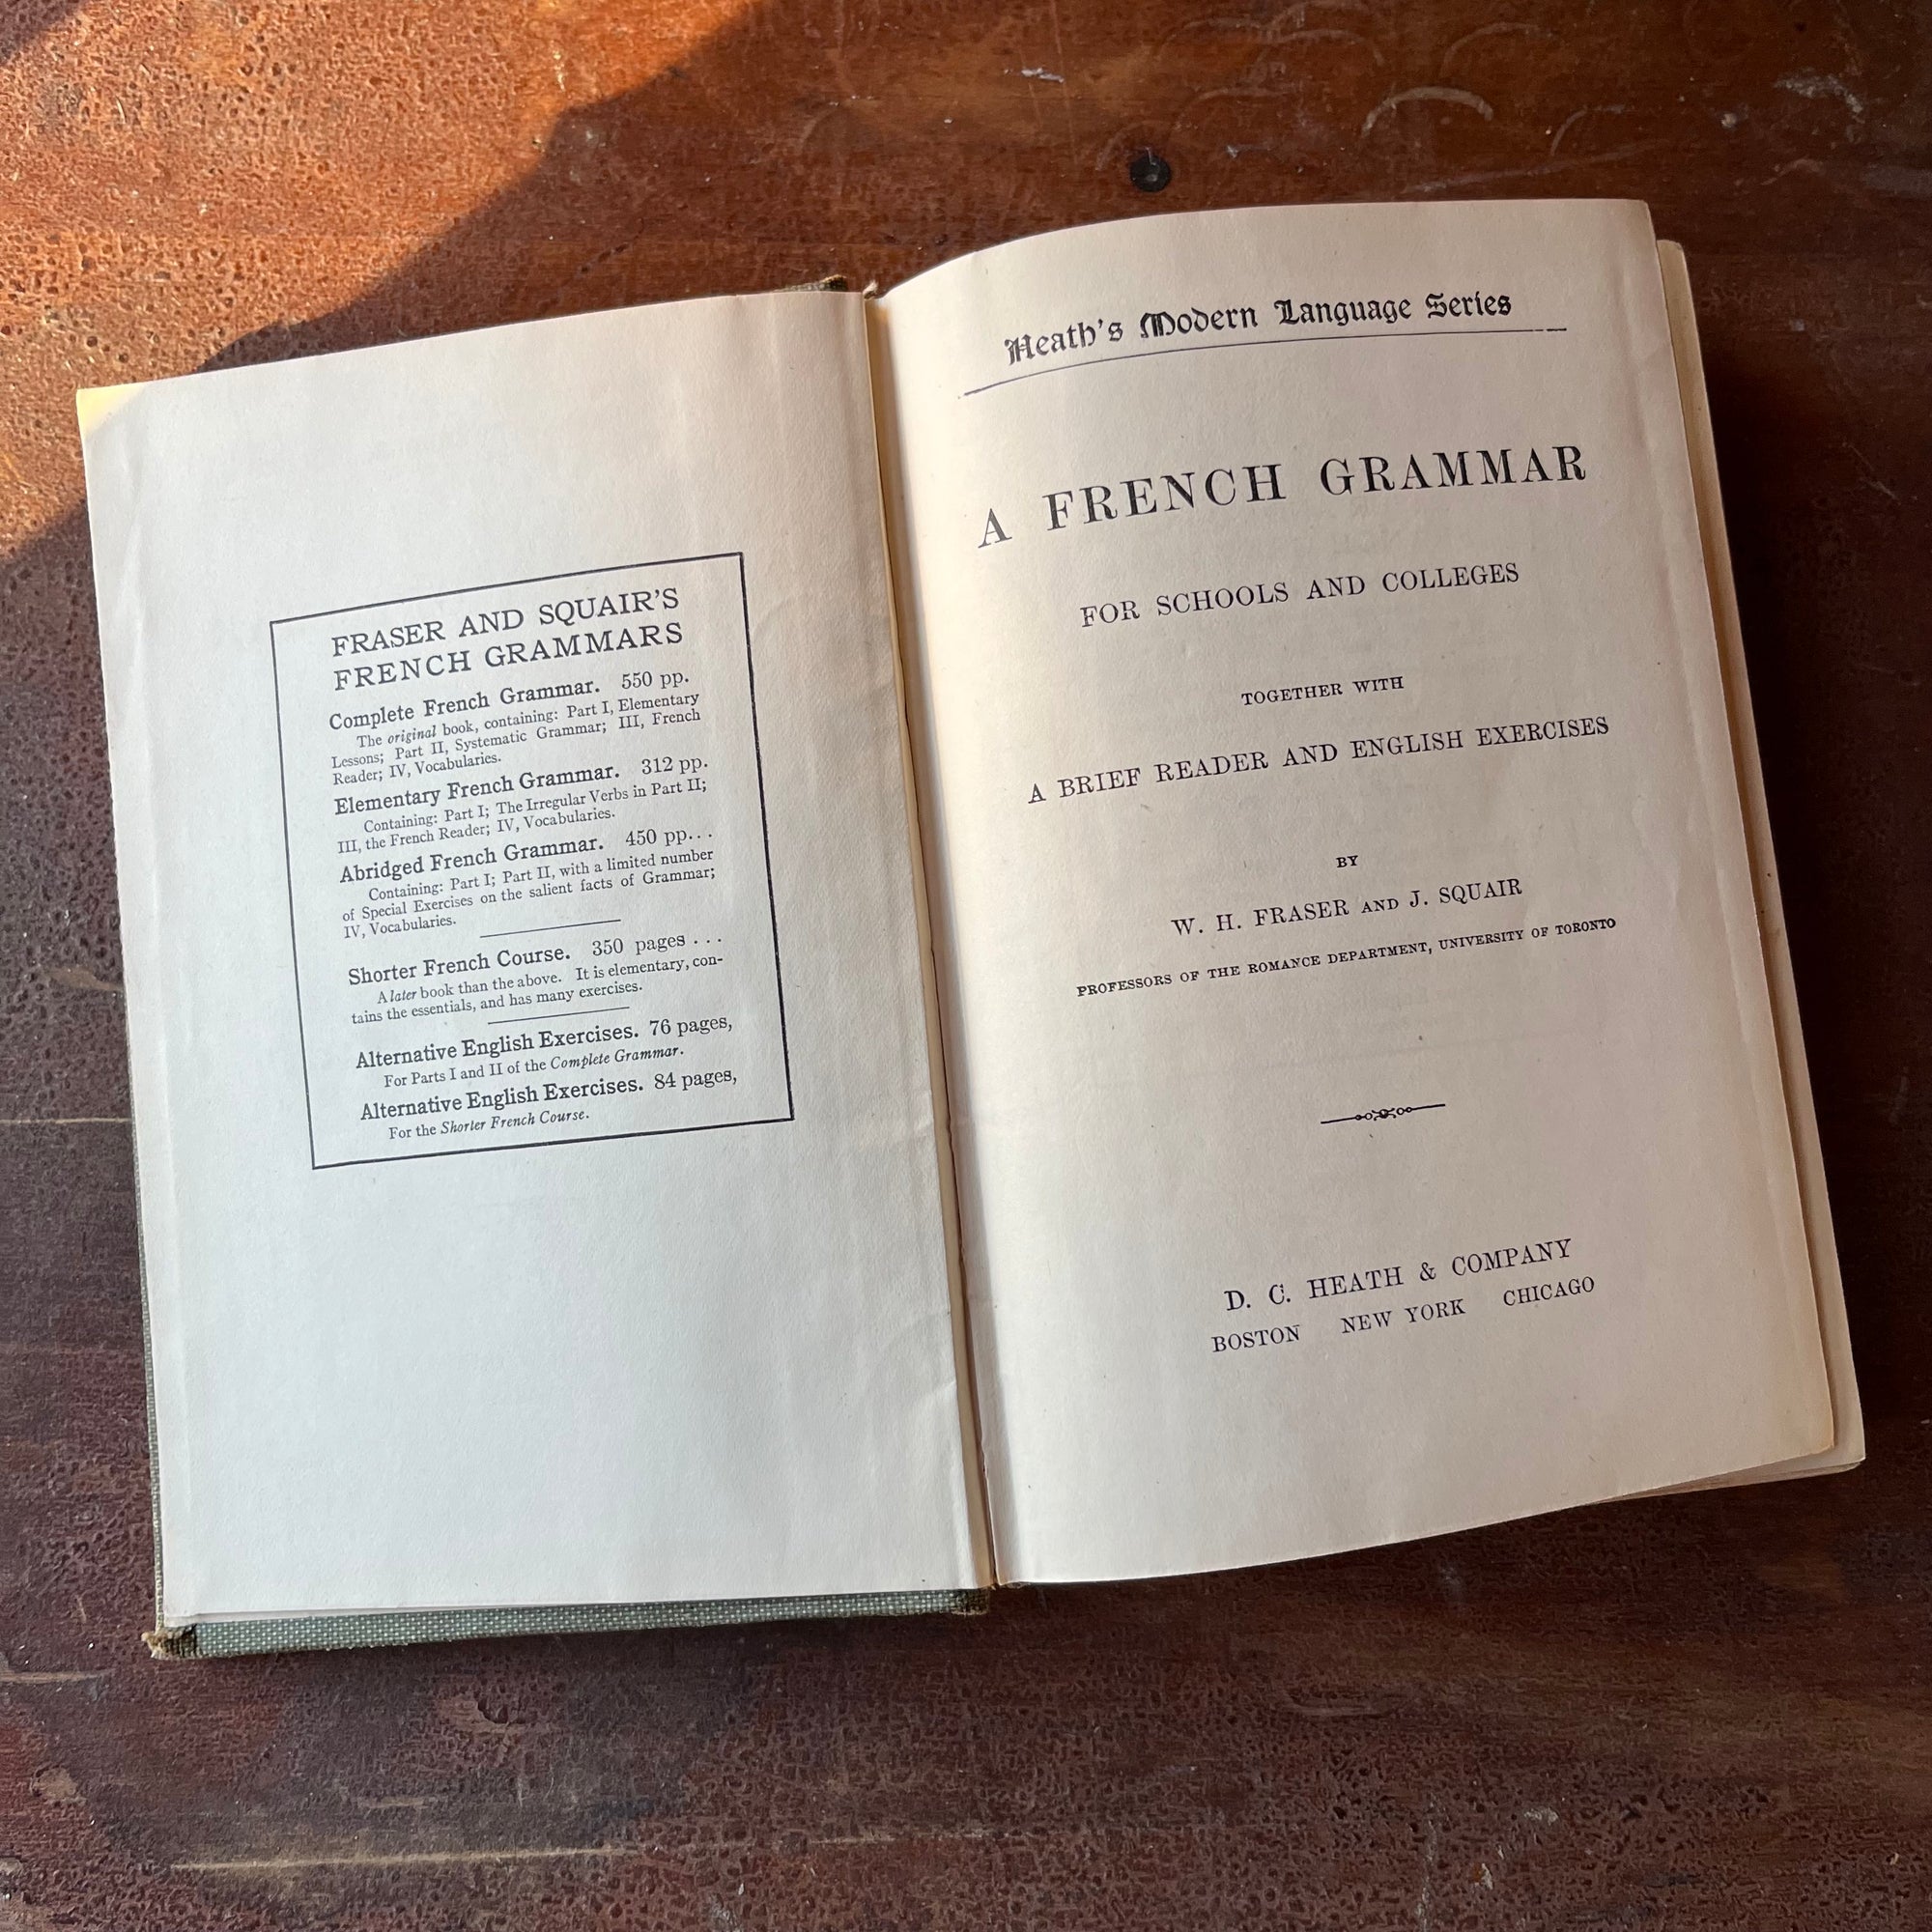 FRASER AND SQUAIR'S
FRENCH GRAMMARS
Complete French Grammar. 550 pp.
The original book, containing: Part I, Elementary
Lessons; Part II, Systematic Grammar; III, French
Reader; IV, Vocabularies.
Elementary French Grammar. 312 pp.
Containing: Part I; The Irregular Verbs in Part II;
III, the French Reader; IV, Vocabularies.
Abridged French Grammar. 450 pp...
Containing: Part I; Part II, with a limited number
of Special Exercises on the salient facts of Grammar;
IV, Vocabularies.
Shorter French Course. 350 pages ...
A later book than the above. It is elementary, con-
tains the essentials, and has many exercises.
Alternative English Exercises. 76 pages,
For Parts I and II of the Complete Grammar.
Alternative English Exercises. 84 pages,
For the Shorter French Course.
Heath's Modern Language Series
A FRENCH GRAMMAR
FOR SCHOOLS AND COLLEGES
TOGETHER WITH
A BRIEF READER AND ENGLISH EXERCISES
BY
W. H. FRASER AND J. SQUAIR
PROFESSORS OF THE ROMANCE DEPARTMENT, UNIVERSITY OF TORONTO
D. C. HEATH & COMPANY
BOSTON NEW YORK CHICAGO